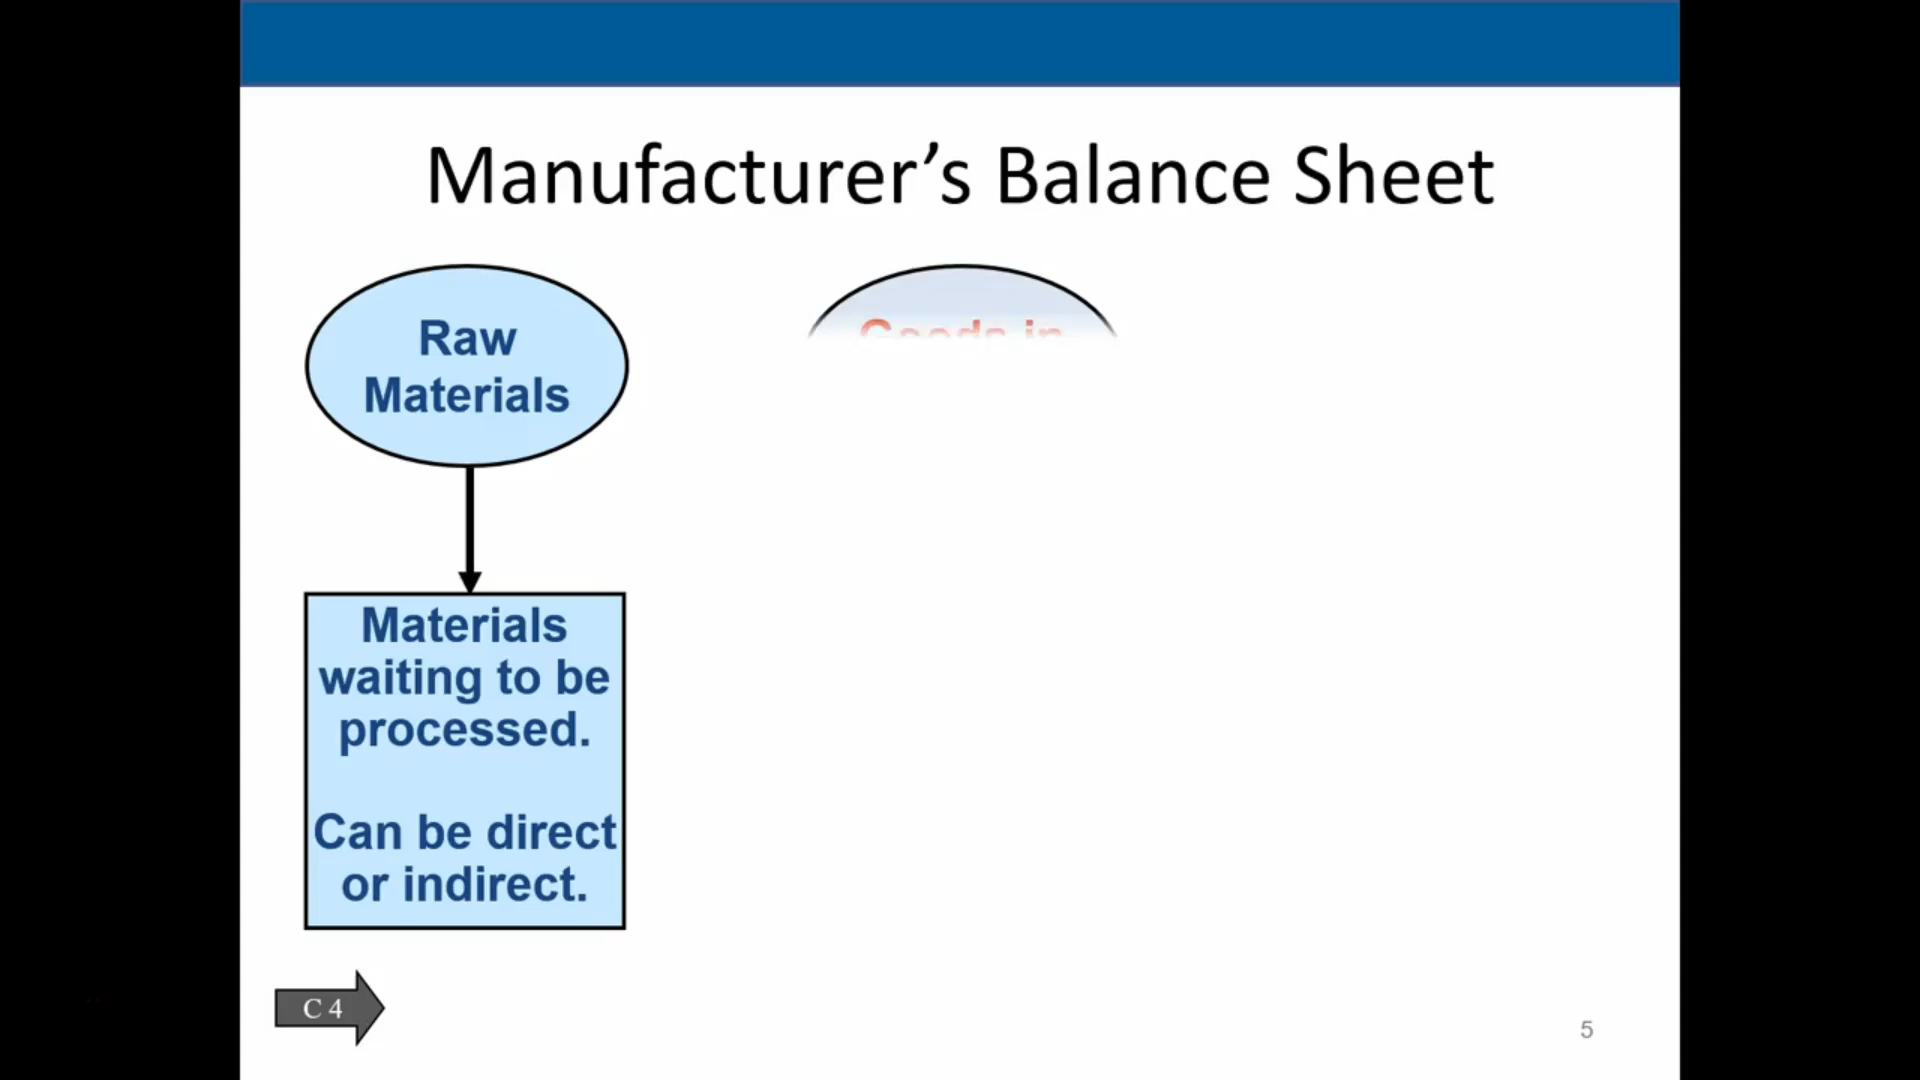 Manufacturer’s Balance Sheet
Raw
Materials
Goods in
Materials
waiting to be
processed.
Can be direct
or indirect.
C 4
5